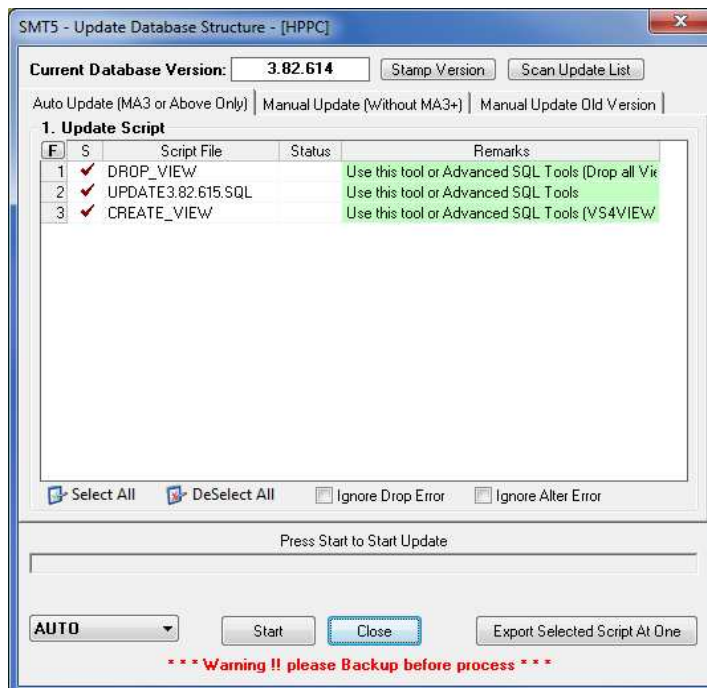 SMT5 - Update Database Structure - [HPPC]
Current Database Version: 3.82.614 Stamp Version Scan Update List
Auto Update (MA3 or Above Only) Manual Update (Without MA3+) Manual Update Old Version
1. Update Script
F S Script File Status Remarks
1 DROP_VIEW Use this tool or Advanced SQL Tools (Drop all Vie
2 UPDATE3.82.615.SQL Use this tool or Advanced SQL Tools
3 CREATE_VIEW Use this tool or Advanced SQL Tools (VS4VIEW
Select All DeSelect All Ignore Drop Error Ignore Alter Error
Press Start to Start Update
AUTO Start Close Export Selected Script At One
* * * Warning !! please Backup before process * * *